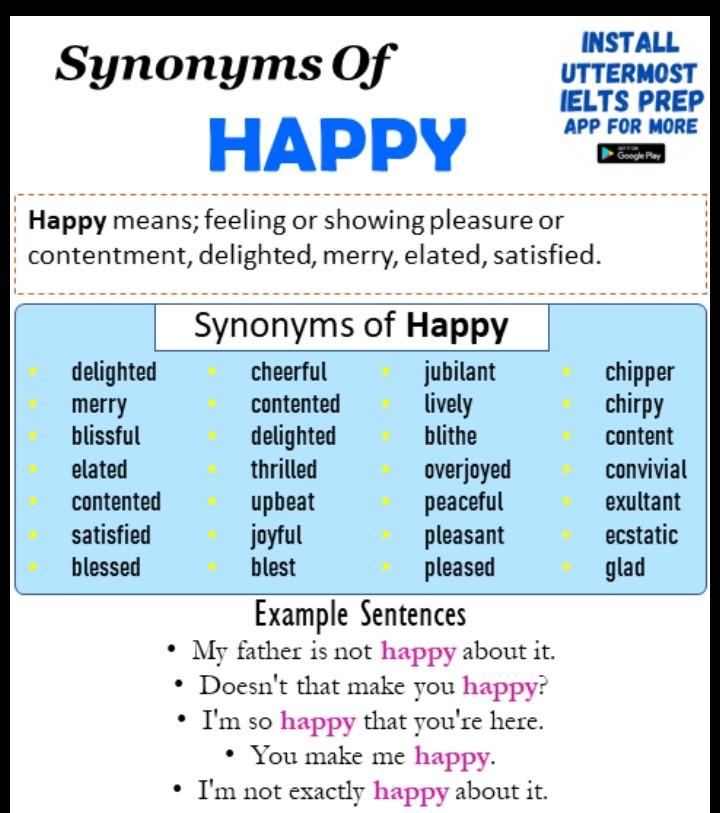 Synonyms Of
HAPPY
INSTALL
UTTERMOST
IELTS PREP
APP FOR MORE
GET IT ON
Google Play
Happy means; feeling or showing pleasure or
contentment, delighted, merry, elated, satisfied.
Synonyms of Happy
• delighted • cheerful • jubilant • chipper
• merry • contented • lively • chirpy
• blissful • delighted • blithe • content
• elated • thrilled • overjoyed • convivial
• contented • upbeat • peaceful • exultant
• satisfied • joyful • pleasant • ecstatic
• blessed • blest • pleased • glad
Example Sentences
• My father is not happy about it.
• Doesn't that make you happy?
• I'm so happy that you're here.
• You make me happy.
• I'm not exactly happy about it.